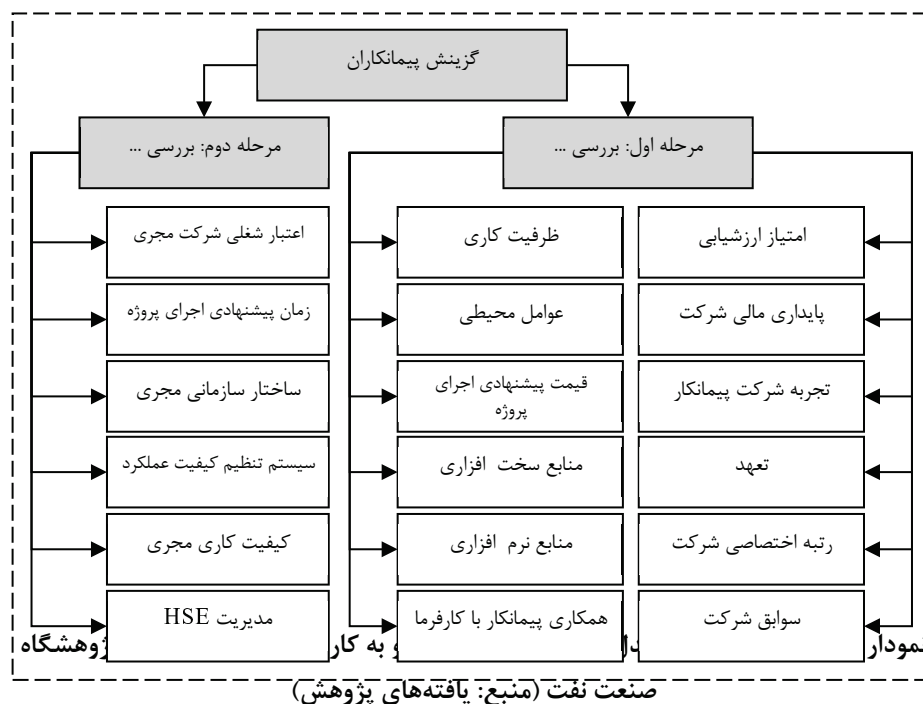 گزینش پیمانکاران
مرحله اول: بررسی ...
مرحله دوم: بررسی ...
امتیاز ارزشیابی
ظرفیت کاری
اعتبار شغلی شرکت مجری
پایداری مالی شرکت
عوامل محیطی
زمان پیشنهادی اجرای پروژه
تجربه شرکت پیمانکار
قیمت پیشنهادی اجرای
پروژه
ساختار سازمانی مجری
تعهد
منابع سخت افزاری
سیستم تنظیم کیفیت عملکرد
رتبه اختصاصی شرکت
منابع نرم افزاری
کیفیت کاری مجری
سوابق شرکت
همکاری پیمانکار با کارفرما
مدیریت HSE
نمودار و به کار
صنعت نفت (منبع: یافته‌های پژوهش)